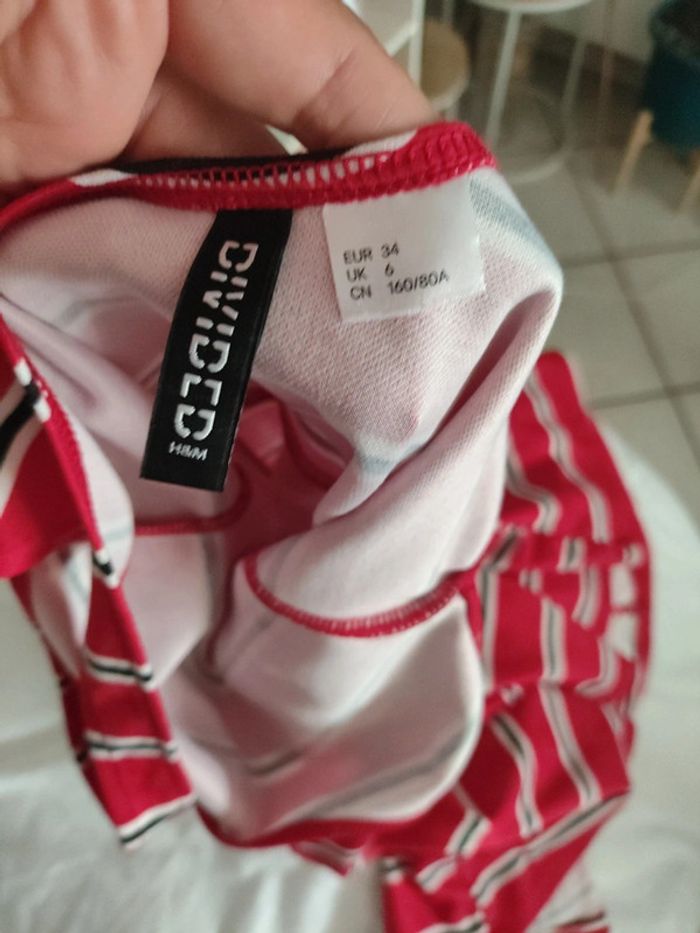 DIVIDED
H&M
EUR 34
UK 6
CN 160/80A